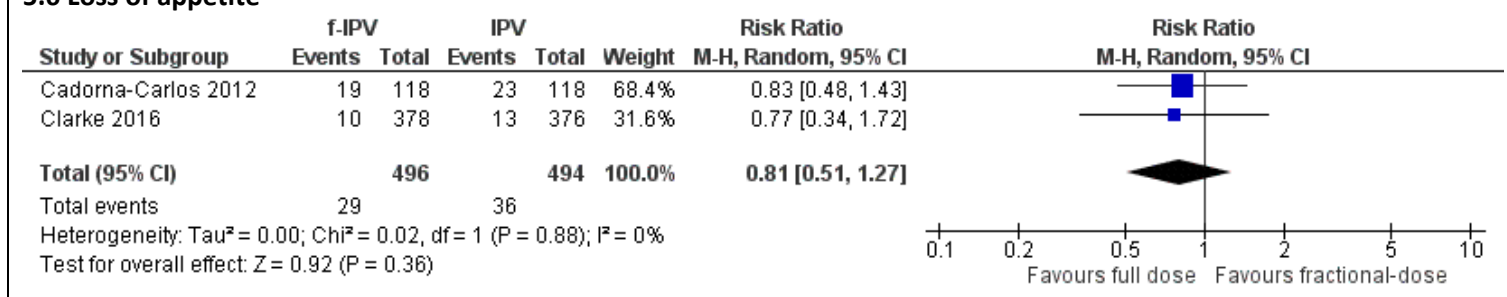 3.6 Loss of appetite
f-IPV IPV Risk Ratio Risk Ratio
Study or Subgroup Events Total Events Total Weight M-H, Random, 95% CI M-H, Random, 95% CI
Cadorna-Carlos 2012 19 118 23 118 68.4% 0.83 [0.48, 1.43]
Clarke 2016 10 378 13 376 31.6% 0.77 [0.34, 1.72]
Total (95% CI) 496 494 100.0% 0.81 [0.51, 1.27]
Total events 29 36
Heterogeneity: Tau² = 0.00; Chi² = 0.02, df = 1 (P = 0.88); I² = 0%
Test for overall effect: Z = 0.92 (P = 0.36)
0.1 0.2 0.5 1 2 5 10
Favours full dose Favours fractional-dose